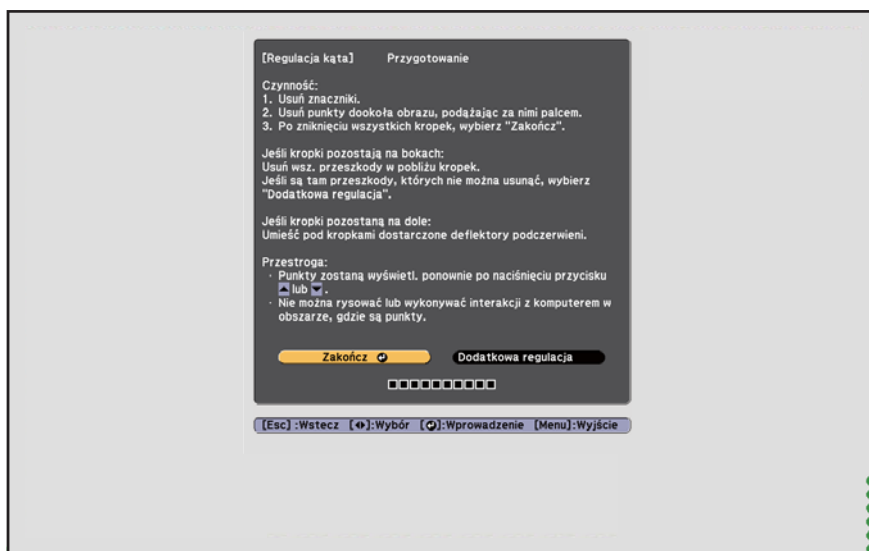 [Regulacja kąta] Przygotowanie
Czynność:
1. Usuń znaczniki.
2. Usuń punkty dookoła obrazu, podążając za nimi palcem.
3. Po zniknięciu wszystkich kropek, wybierz "Zakończ".
Jeśli kropki pozostają na bokach:
Usuń wsz. przeszkody w pobliżu kropek.
Jeśli są tam przeszkody, których nie można usunąć, wybierz
"Dodatkowa regulacja".
Jeśli kropki pozostaną na dole:
Umieść pod kropkami dostarczone deflektory podczerwieni.
Przestroga:
· Punkty zostaną wyświetl. ponownie po naciśnięciu przycisku
▲ lub ▼.
· Nie można rysować lub wykonywać interakcji z komputerem w
obszarze, gdzie są punkty.
Zakończ Dodatkowa regulacja
[Esc] :Wstecz [◆]:Wybór [↵]:Wprowadzenie [Menu]:Wyjście